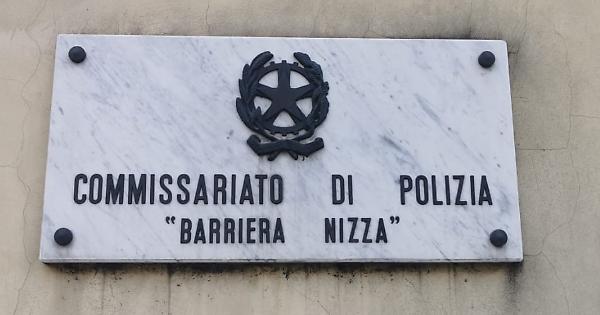 COMMISSARIATO DI POLIZIA
"BARRIERA NIZZA"